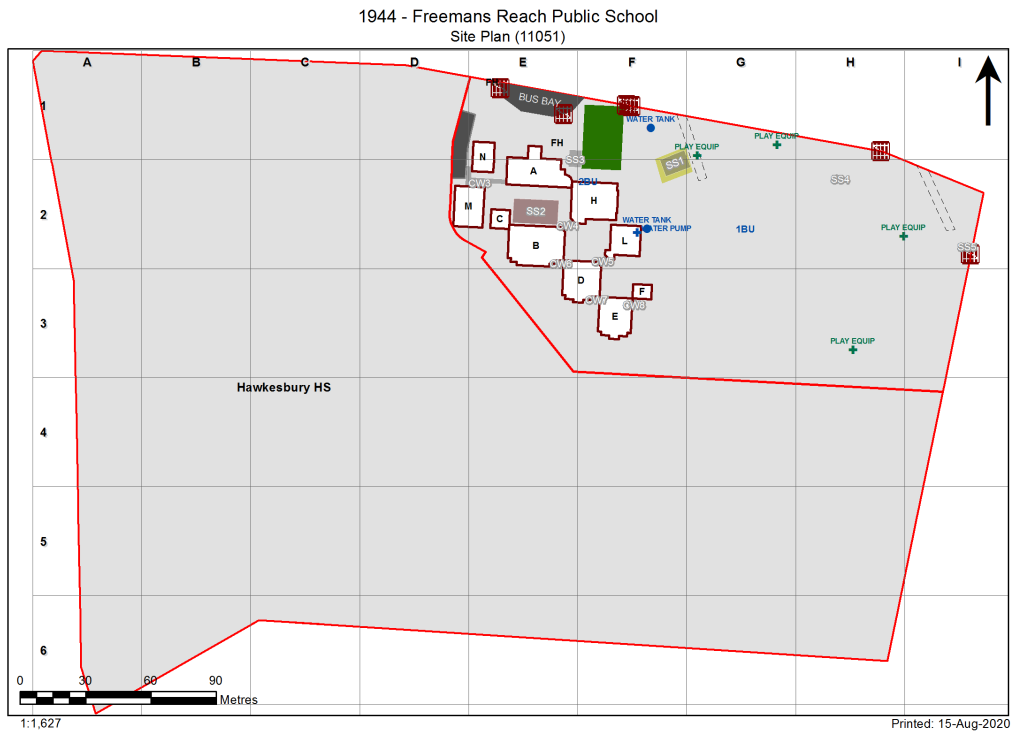 1944 - Freemans Reach Public School
Site Plan (11051)
A B C D E F G H I
1
FH
BUS BAY
WATER TANK
PLAY EQUIP
PLAY EQUIP
FH
N
SS3
SS1
A
CW3
2BU
SS4
M
H
2
C
SS2
CW4
WATER TANK
WATER PUMP
1BU
PLAY EQUIP
B
L
SS5
CW6
CW5
D
F
CW7
CW8
3
E
PLAY EQUIP
Hawkesbury HS
4
5
6
0 30 60 90
Metres
1:1,627
Printed: 15-Aug-2020